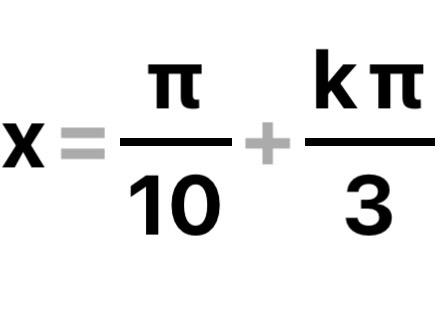 x = π/10 + kπ/3